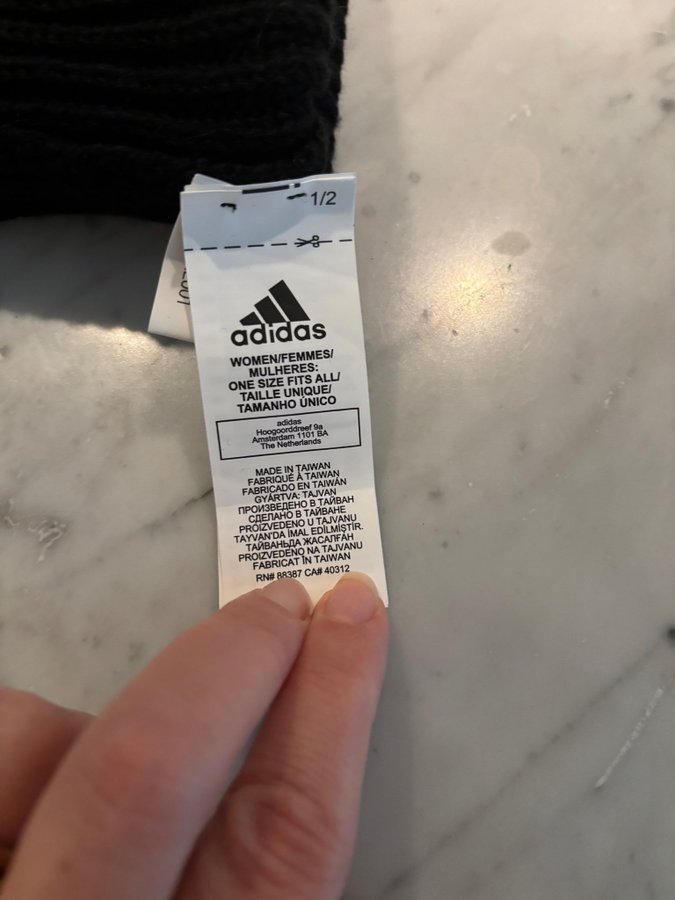 1/2
adidas
WOMEN/FEMMES/
MULHERES:
ONE SIZE FITS ALL/
TAILLE UNIQUE/
TAMANHO ÚNICO
adidas
Hoogoorddreef 9a
Amsterdam 1101 BA
The Netherlands
MADE IN TAIWAN
FABRIQUÉ À TAIWAN
FABRICADO EN TAIWÁN
GYÁRTVA: TAJVAN
ПРОИЗВЕДЕНО В ТАЙВАН
СДЕЛАНО В ТАЙВАНЕ
PROIZVEDENO U TAJVANU
TAYVAN'DA İMAL EDİLMİŞTİR.
ТАЙВАНЬДА ЖАСАЛҒАН
PROIZVEDENO NA TAJVANU
FABRICAT ÎN TAIWAN
RN# 88387 CA# 40312